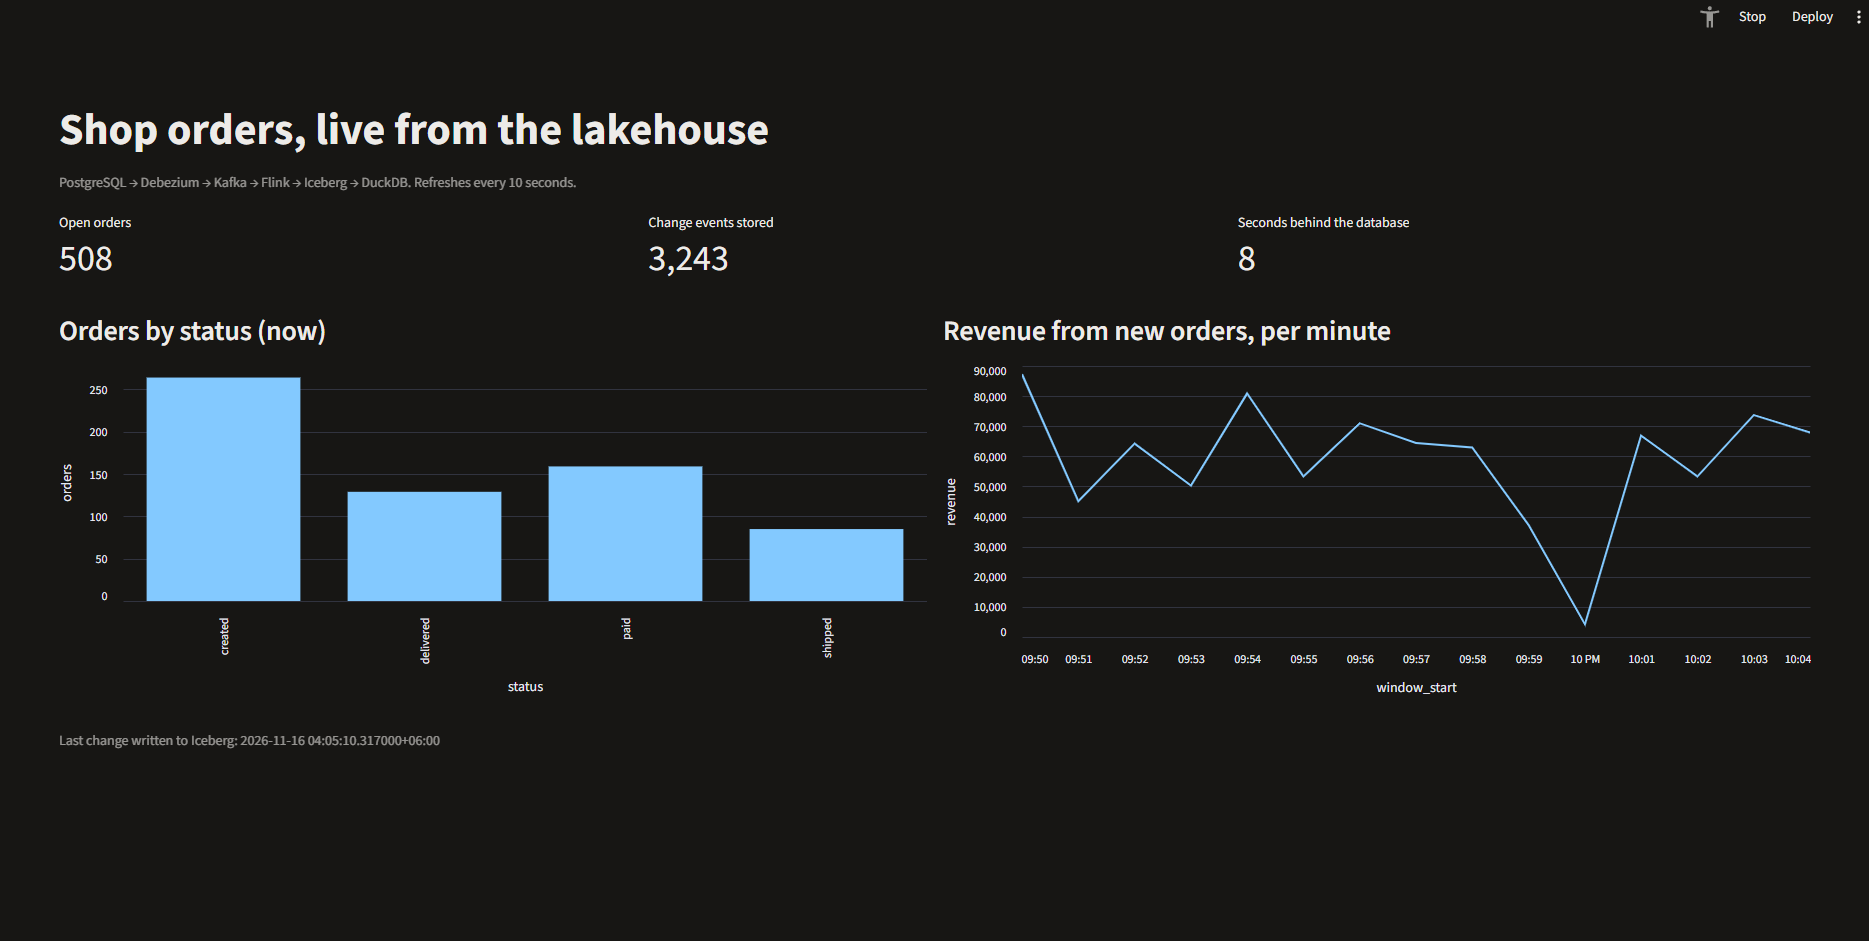 Stop Deploy
Shop orders, live from the lakehouse
PostgreSQL → Debezium → Kafka → Flink → Iceberg → DuckDB. Refreshes every 10 seconds.
Open orders
508
Change events stored
3,243
Seconds behind the database
8
Orders by status (now)
250
200
150
100
50
0
orders
created delivered paid shipped
status
Revenue from new orders, per minute
90,000
80,000
70,000
60,000
50,000
40,000
30,000
20,000
10,000
0
revenue
09:50 09:51 09:52 09:53 09:54 09:55 09:56 09:57 09:58 09:59 10 PM 10:01 10:02 10:03 10:04
window_start
Last change written to Iceberg: 2026-11-16 04:05:10.317000+06:00